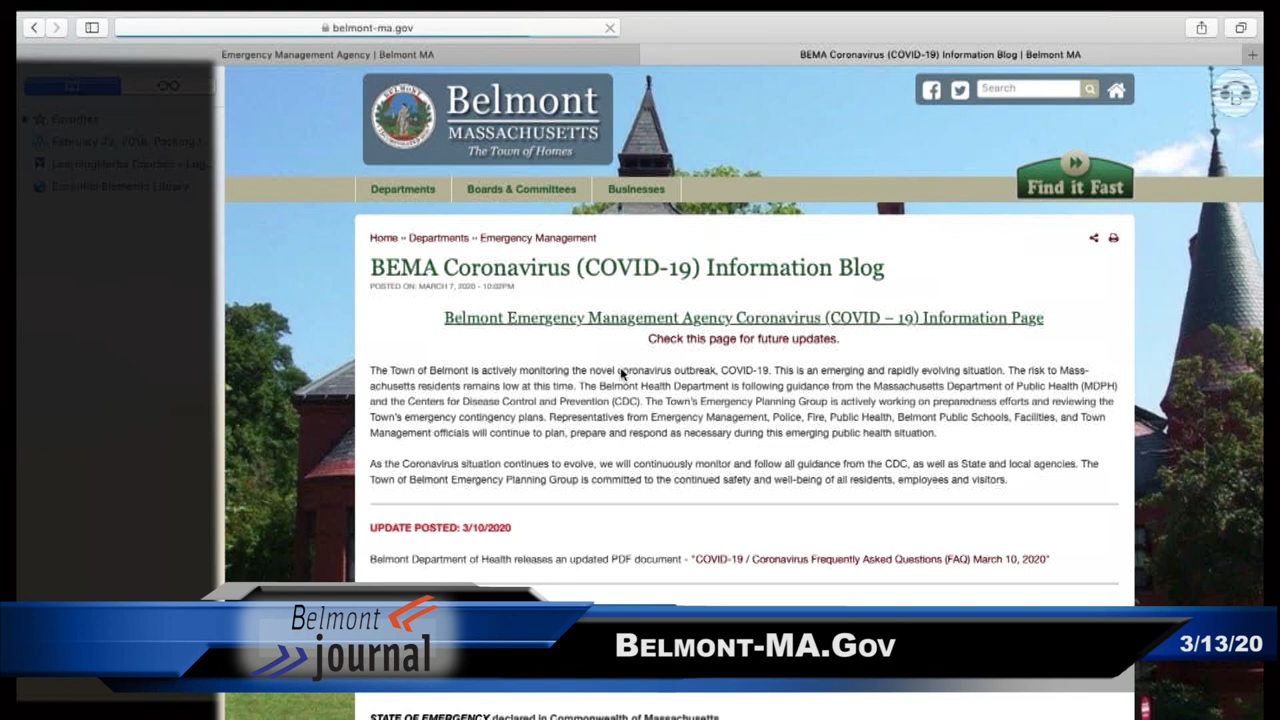 belmont-ma.gov
Emergency Management Agency | Belmont MA
BEMA Coronavirus (COVID-19) Information Blog | Belmont MA
Favorites
February 22, 2016, Packing
LearningHerbs Courses - Log...
Essential Elements Library
Belmont
MASSACHUSETTS
The Town of Homes
Search
Departments
Boards & Committees
Businesses
Find it Fast
Home » Departments » Emergency Management
BEMA Coronavirus (COVID-19) Information Blog
POSTED ON: MARCH 7, 2020 - 10:02PM
Belmont Emergency Management Agency Coronavirus (COVID – 19) Information Page
Check this page for future updates.
The Town of Belmont is actively monitoring the novel coronavirus outbreak, COVID-19. This is an emerging and rapidly evolving situation. The risk to Mass-
achusetts residents remains low at this time. The Belmont Health Department is following guidance from the Massachusetts Department of Public Health (MDPH)
and the Centers for Disease Control and Prevention (CDC). The Town's Emergency Planning Group is actively working on preparedness efforts and reviewing the
Town's emergency contingency plans. Representatives from Emergency Management, Police, Fire, Public Health, Belmont Public Schools, Facilities, and Town
Management officials will continue to plan, prepare and respond as necessary during this emerging public health situation.
As the Coronavirus situation continues to evolve, we will continuously monitor and follow all guidance from the CDC, as well as State and local agencies. The
Town of Belmont Emergency Planning Group is committed to the continued safety and well-being of all residents, employees and visitors.
UPDATE POSTED: 3/10/2020
Belmont Department of Health releases an updated PDF document - "COVID-19 / Coronavirus Frequently Asked Questions (FAQ) March 10, 2020"
Belmont
journal
BELMONT-MA.GOV
3/13/20
STATE OF EMERGENCY declared in Commonwealth of Massachusetts